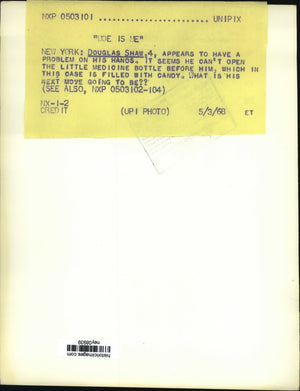 NXP 0503101 .......................... UNIPIX
"WOE IS ME"
NEW YORK: DOUGLAS SHAW,4, APPEARS TO HAVE A
PROBLEM ON HIS HANDS. IT SEEMS HE CAN'T OPEN
THE LITTLE MEDICINE BOTTLE BEFORE HIM, WHICH IN
THIS CASE IS FILLED WITH CANDY. WHAT IS HIS
NEXT MOVE GOING TO BE??
(SEE ALSO, NXP 0503102-104)
NX-1-2
CREDIT (UPI PHOTO) 5/3/68 ET
historicimages.com